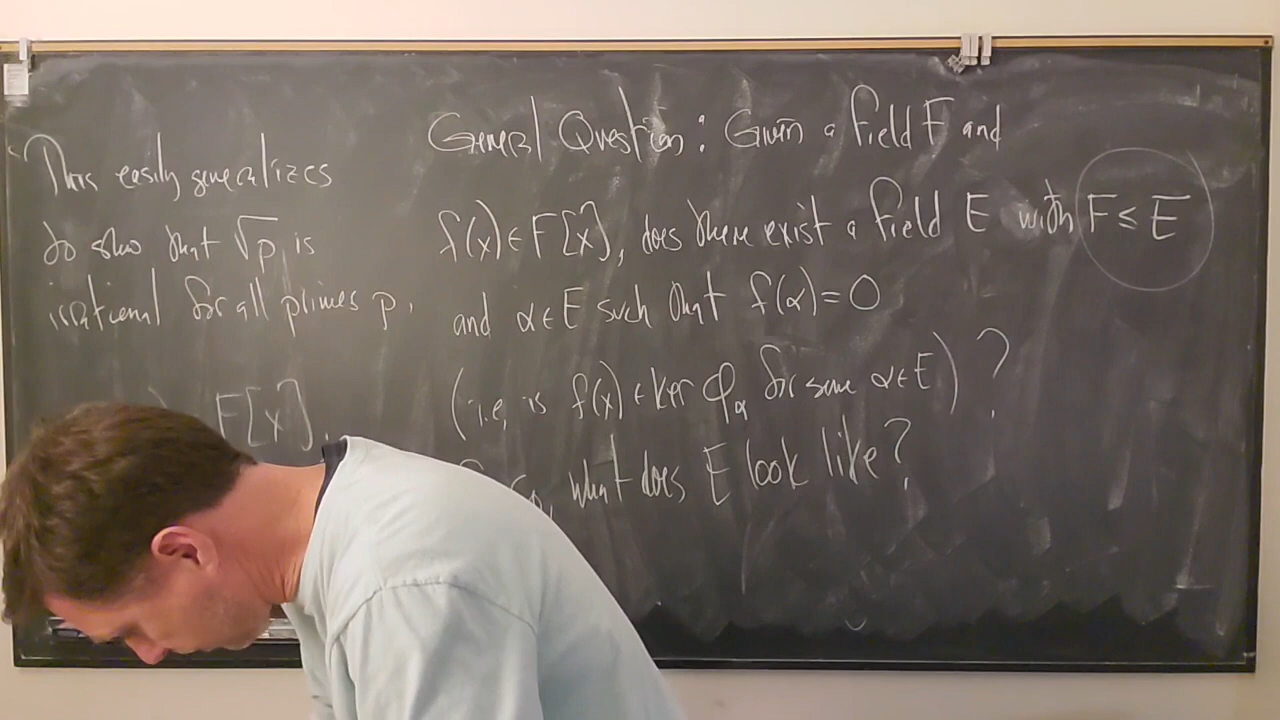 This easily generalizes
to show that √p is
irrational for all primes p.
F[x].
General Question: Given a field F and
f(x) ∈ F[x], does there exist a field E with F ≤ E
and α ∈ E such that f(α) = 0
(i.e. is f(x) ∈ ker φ_α for some α ∈ E)?
so, what does E look like?